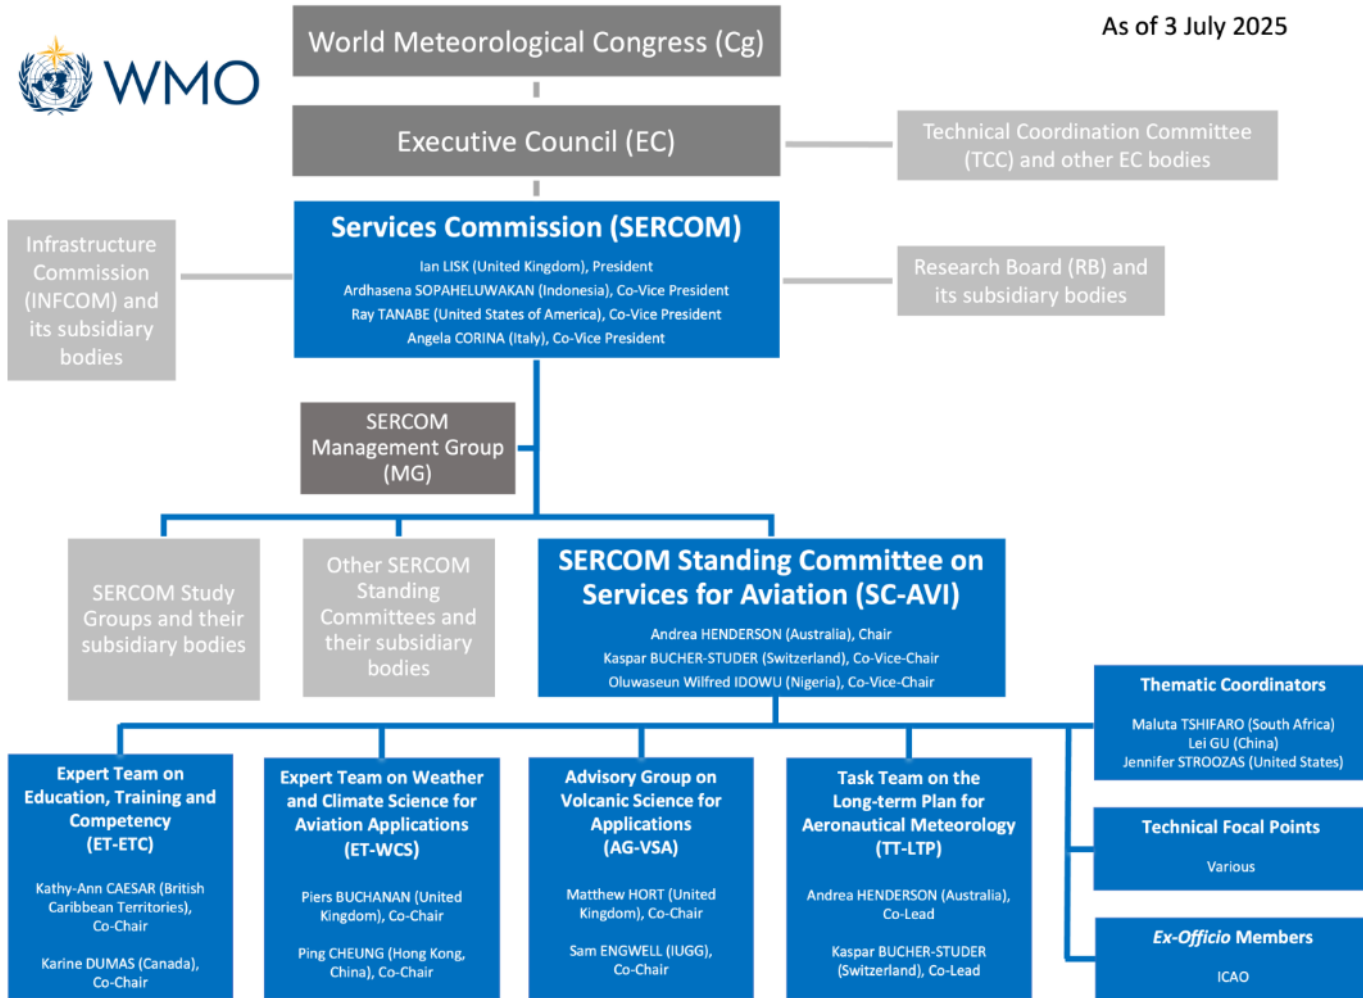 As of 3 July 2025
WMO
World Meteorological Congress (Cg)
Executive Council (EC)
Technical Coordination Committee
(TCC) and other EC bodies
Services Commission (SERCOM)
Ian LISK (United Kingdom), President
Ardhasena SOPAHELUWAKAN (Indonesia), Co-Vice President
Ray TANABE (United States of America), Co-Vice President
Angela CORINA (Italy), Co-Vice President
Infrastructure
Commission
(INFCOM) and
its subsidiary
bodies
Research Board (RB) and
its subsidiary bodies
SERCOM
Management Group
(MG)
SERCOM Study
Groups and their
subsidiary bodies
Other SERCOM
Standing
Committees and
their subsidiary
bodies
SERCOM Standing Committee on
Services for Aviation (SC-AVI)
Andrea HENDERSON (Australia), Chair
Kaspar BUCHER-STUDER (Switzerland), Co-Vice-Chair
Oluwaseun Wilfred IDOWU (Nigeria), Co-Vice-Chair
Thematic Coordinators
Maluta TSHIFARO (South Africa)
Lei GU (China)
Jennifer STROOZAS (United States)
Expert Team on
Education, Training and
Competency
(ET-ETC)
Kathy-Ann CAESAR (British
Caribbean Territories),
Co-Chair
Karine DUMAS (Canada),
Co-Chair
Expert Team on Weather
and Climate Science for
Aviation Applications
(ET-WCS)
Piers BUCHANAN (United
Kingdom), Co-Chair
Ping CHEUNG (Hong Kong,
China), Co-Chair
Advisory Group on
Volcanic Science for
Applications
(AG-VSA)
Matthew HORT (United
Kingdom), Co-Chair
Sam ENGWELL (IUGG),
Co-Chair
Task Team on the
Long-term Plan for
Aeronautical Meteorology
(TT-LTP)
Andrea HENDERSON (Australia),
Co-Lead
Kaspar BUCHER-STUDER
(Switzerland), Co-Lead
Technical Focal Points
Various
Ex-Officio Members
ICAO